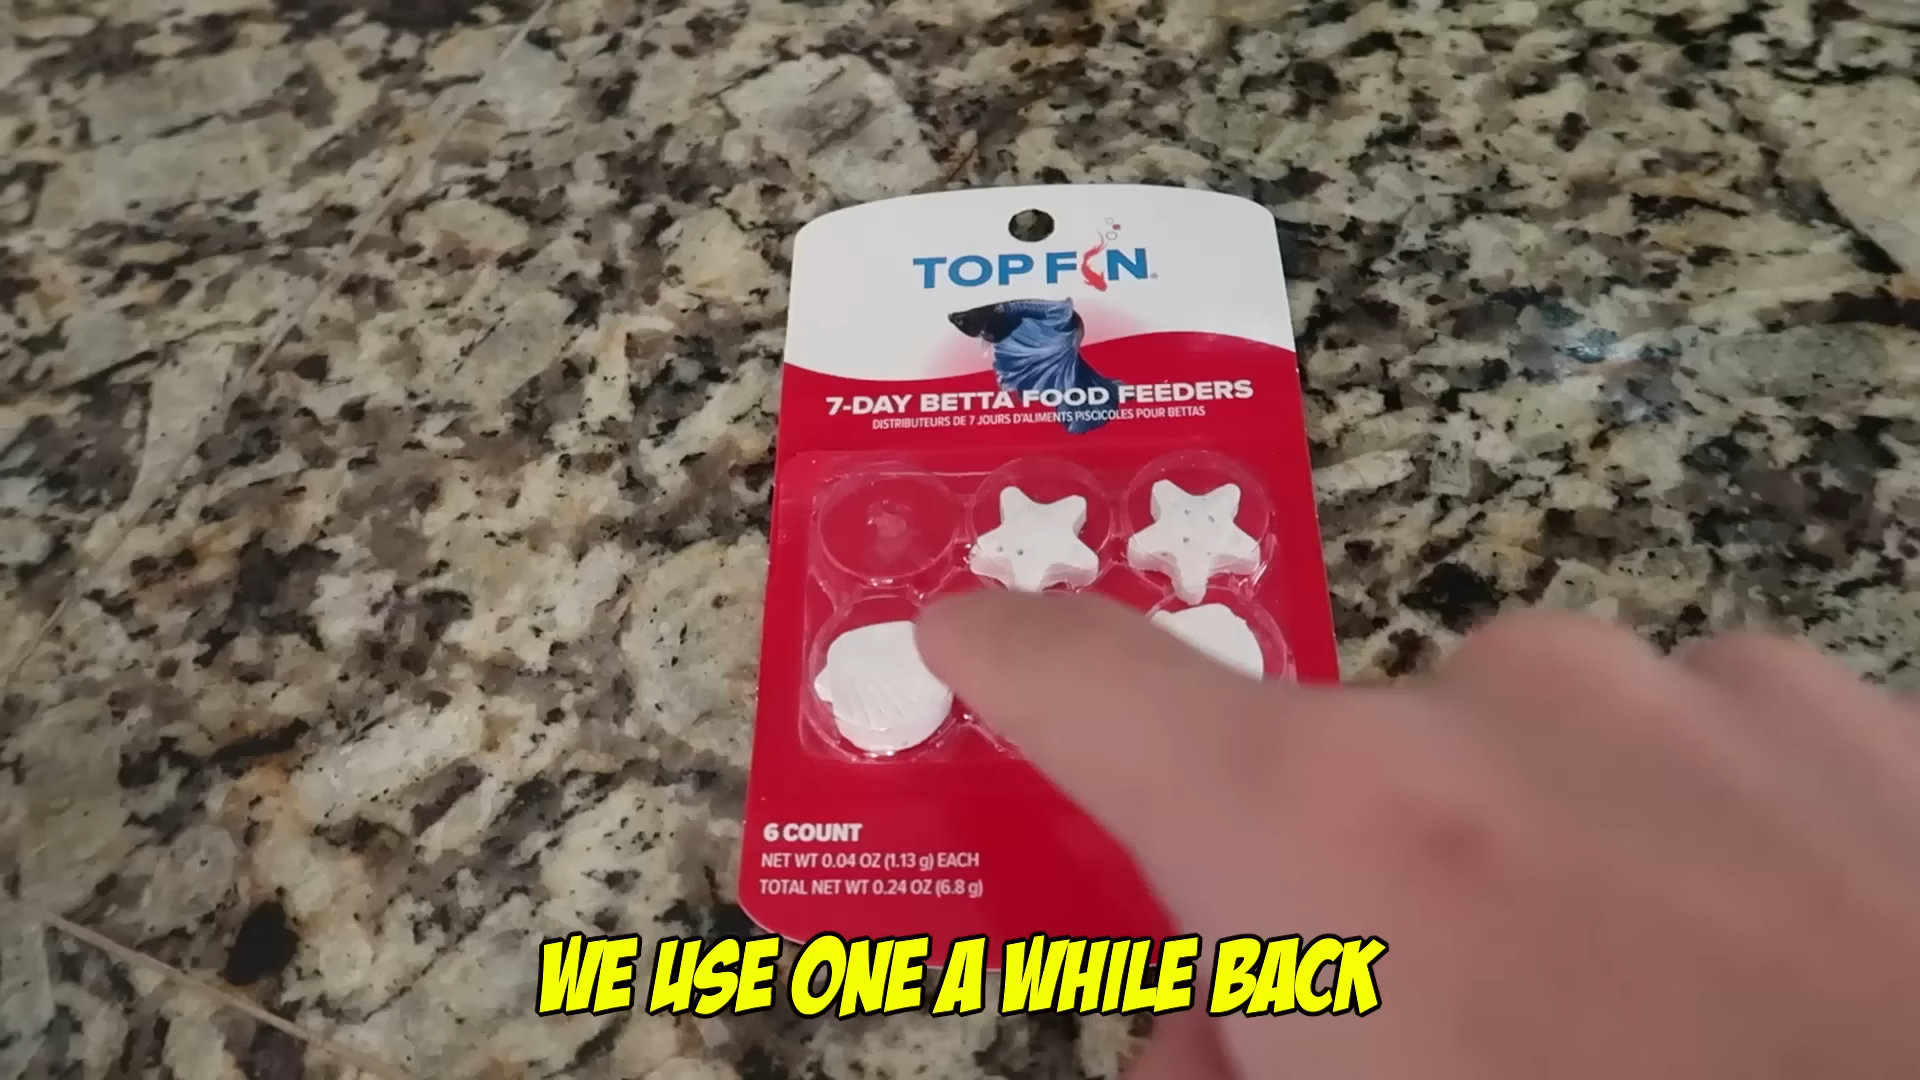 TOP FIN
7-DAY BETTA FOOD FEEDERS
DISTRIBUTEURS DE 7 JOURS D'ALIMENTS PISCICOLES POUR BETTAS
6 COUNT
NET WT 0.04 OZ (1.13 g) EACH
TOTAL NET WT 0.24 OZ (6.8 g)
WE USE ONE A WHILE BACK